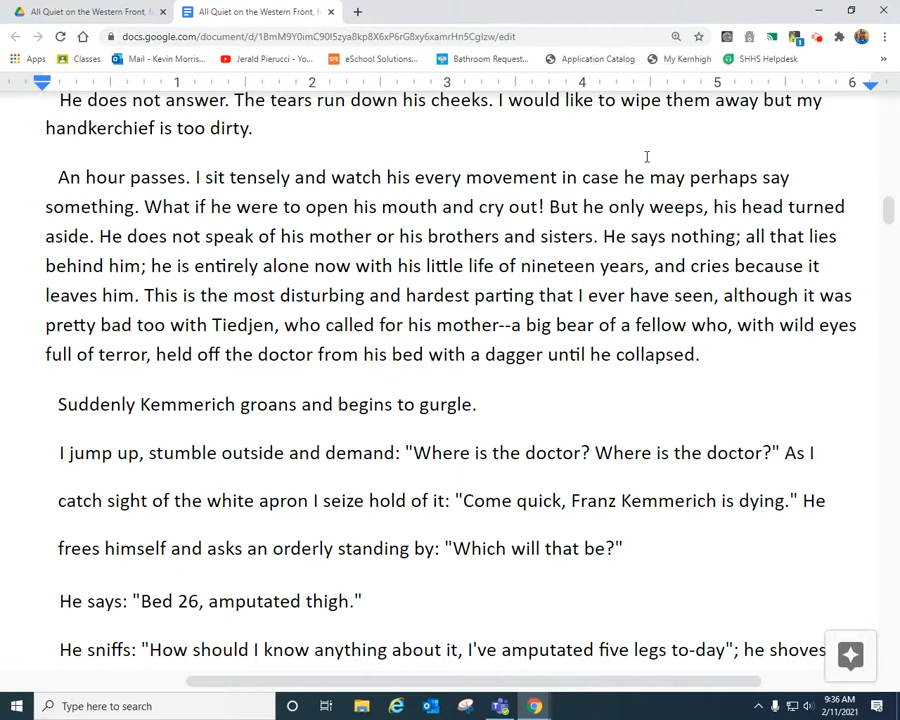 All Quiet on the Western Front,
All Quiet on the Western Front,
docs.google.com/document/d/1BmM9Y0imC90I5zya8kp8X6xP6rG8xy6xamrHn5CgIzw/edit
Apps Classes Mail - Kevin Morris... Jerald Pierucci - Yo... eSchool Solutions... Bathroom Request... Application Catalog My Kernhigh SHHS Helpdesk »
1 2 3 4 5 6
He does not answer. The tears run down his cheeks. I would like to wipe them away but my
handkerchief is too dirty.
An hour passes. I sit tensely and watch his every movement in case he may perhaps say
something. What if he were to open his mouth and cry out! But he only weeps, his head turned
aside. He does not speak of his mother or his brothers and sisters. He says nothing; all that lies
behind him; he is entirely alone now with his little life of nineteen years, and cries because it
leaves him. This is the most disturbing and hardest parting that I ever have seen, although it was
pretty bad too with Tiedjen, who called for his mother--a big bear of a fellow who, with wild eyes
full of terror, held off the doctor from his bed with a dagger until he collapsed.
Suddenly Kemmerich groans and begins to gurgle.
I jump up, stumble outside and demand: "Where is the doctor? Where is the doctor?" As I
catch sight of the white apron I seize hold of it: "Come quick, Franz Kemmerich is dying." He
frees himself and asks an orderly standing by: "Which will that be?"
He says: "Bed 26, amputated thigh."
He sniffs: "How should I know anything about it, I've amputated five legs to-day"; he shoves
Type here to search
9:36 AM
2/11/2021